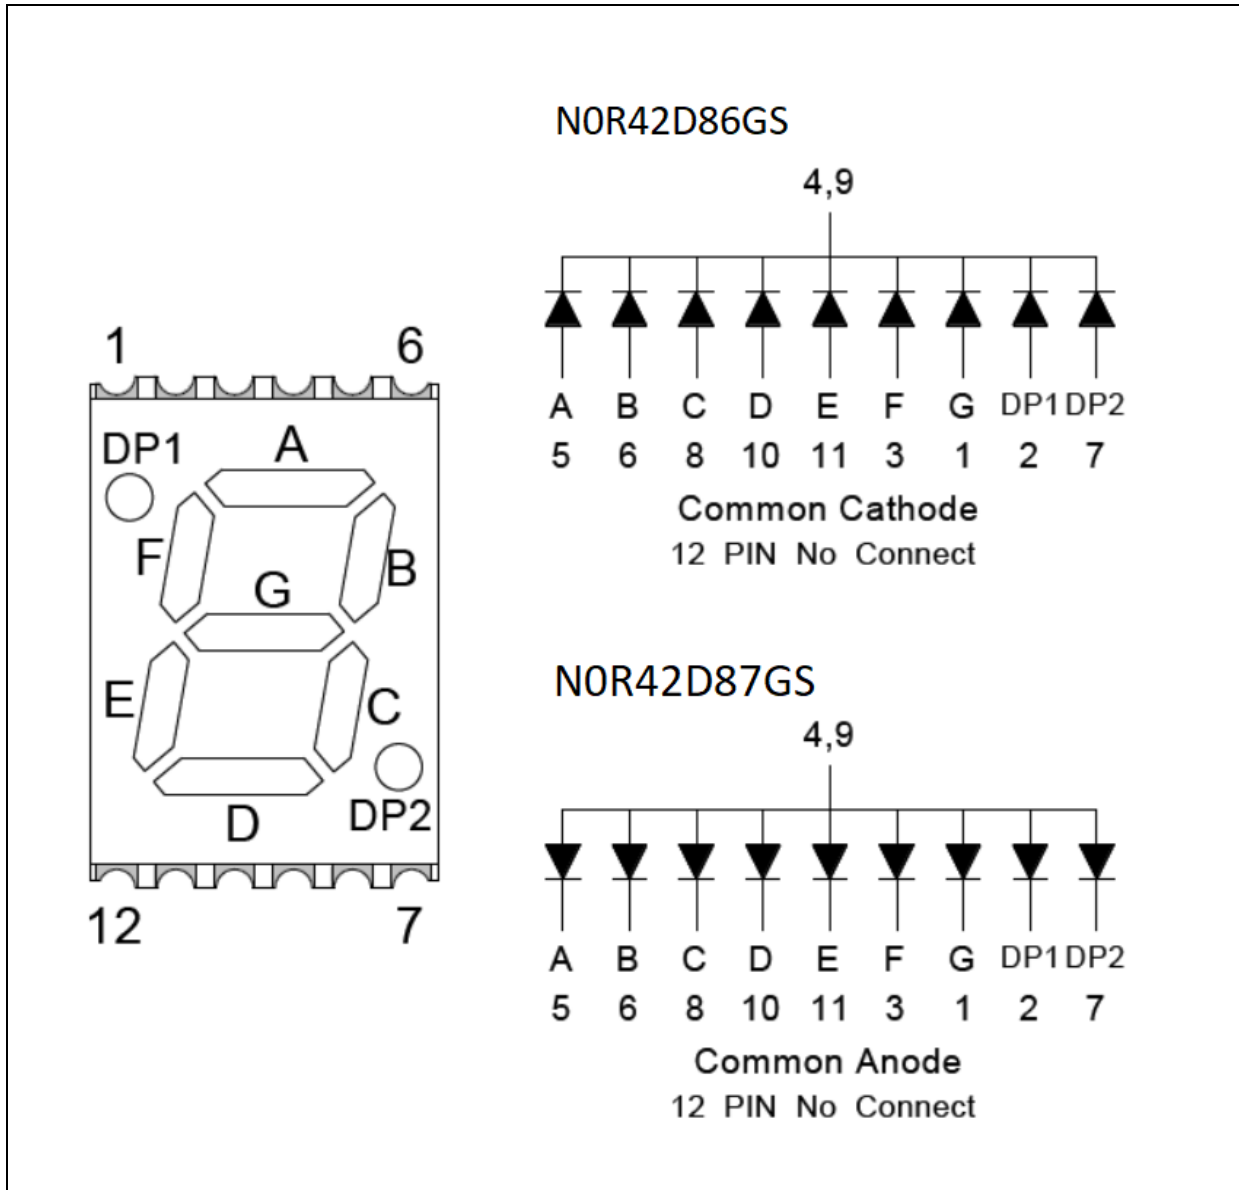 N0R42D86GS
4,9
A B C D E F G DP1 DP2
5 6 8 10 11 3 1 2 7
Common Cathode
12 PIN No Connect
1 6
DP1 A
F B
G
E C
D DP2
12 7
N0R42D87GS
4,9
A B C D E F G DP1 DP2
5 6 8 10 11 3 1 2 7
Common Anode
12 PIN No Connect